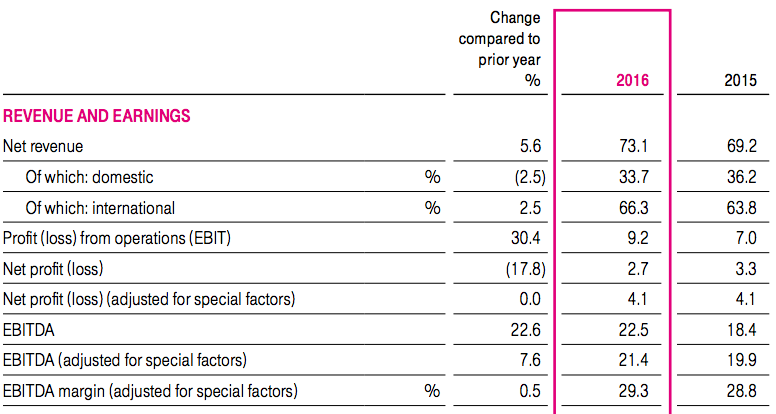 Change
compared to
prior year
% 2016 2015
REVENUE AND EARNINGS
Net revenue 5.6 73.1 69.2
Of which: domestic % (2.5) 33.7 36.2
Of which: international % 2.5 66.3 63.8
Profit (loss) from operations (EBIT) 30.4 9.2 7.0
Net profit (loss) (17.8) 2.7 3.3
Net profit (loss) (adjusted for special factors) 0.0 4.1 4.1
EBITDA 22.6 22.5 18.4
EBITDA (adjusted for special factors) 7.6 21.4 19.9
EBITDA margin (adjusted for special factors) % 0.5 29.3 28.8